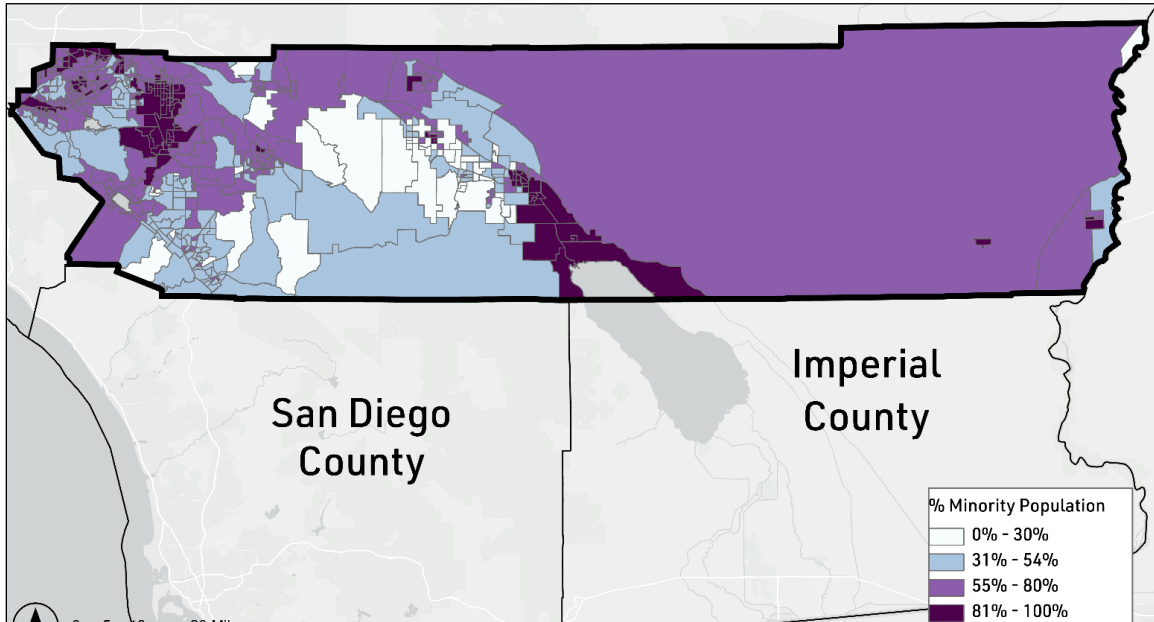 San Diego
County
Imperial
County
% Minority Population
0% - 30%
31% - 54%
55% - 80%
81% - 100%